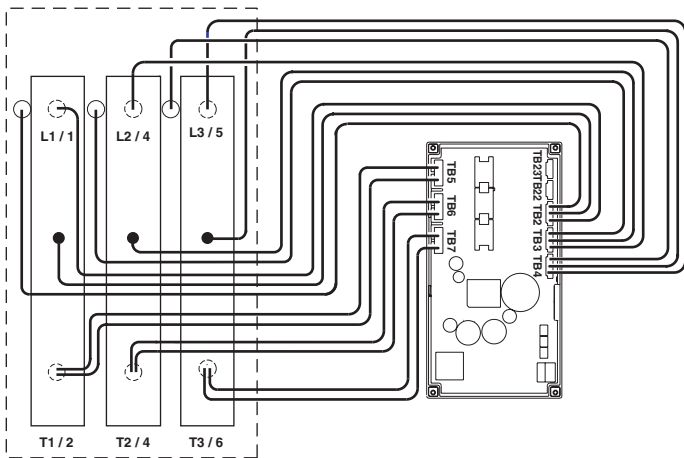 L1 / 1
L2 / 4
L3 / 5
TB5
TB6
TB7
TB23
TB22
TB2
TB3
TB4
T1 / 2
T2 / 4
T3 / 6